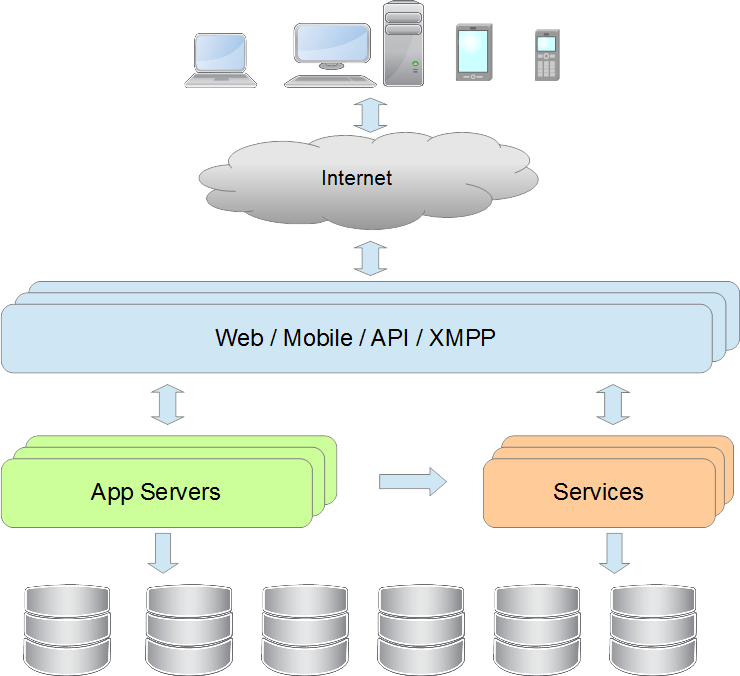 Internet
Web / Mobile / API / XMPP
App Servers
Services